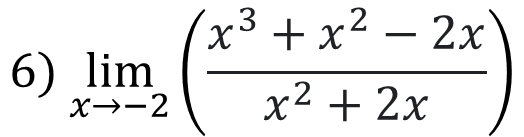 6) lim x→−2 ( (x³ + x² − 2x) / (x² + 2x) )